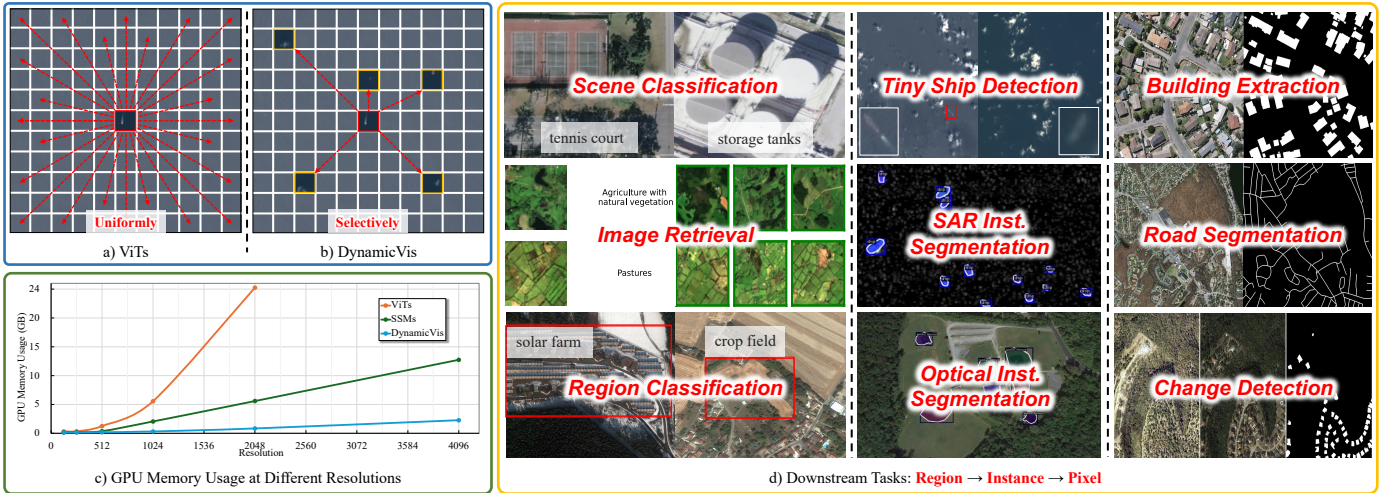 Uniformly
a) ViTs
Selectively
b) DynamicVis
GPU Memory Usage (GB)
24
20
15
10
5
0
0
512
1024
1536
2048
2560
3072
3584
4096
Resolution
ViTs
SSMs
DynamicVis
c) GPU Memory Usage at Different Resolutions
Scene Classification
tennis court
storage tanks
Tiny Ship Detection
Building Extraction
Agriculture with
natural vegetation
Image Retrieval
Pastures
SAR Inst.
Segmentation
Road Segmentation
solar farm
crop field
Region Classification
Optical Inst.
Segmentation
Change Detection
d) Downstream Tasks: Region → Instance → Pixel